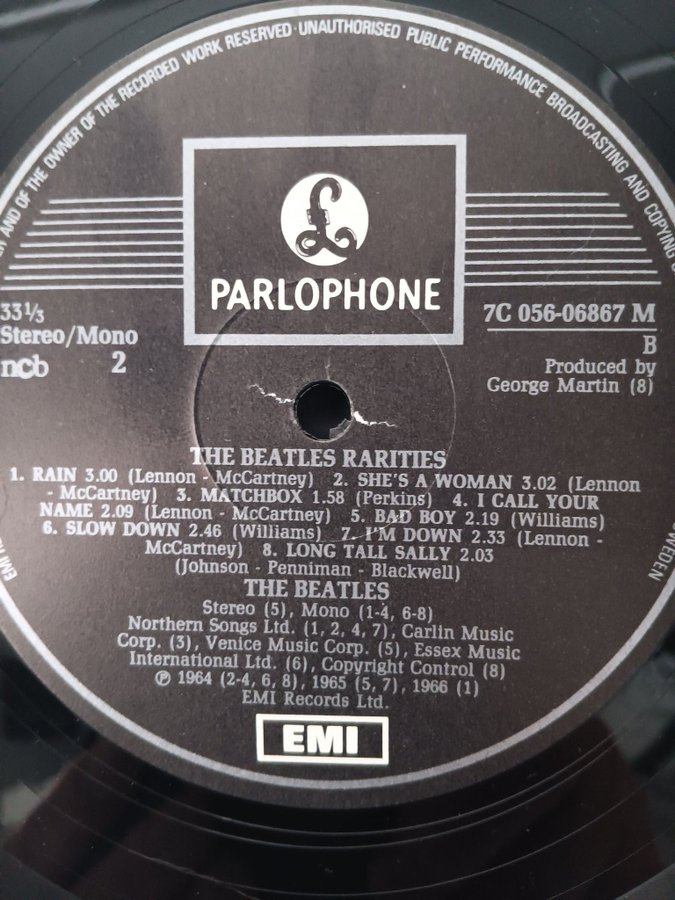 AND OF THE OWNER OF THE RECORDED WORK RESERVED · UNAUTHORISED PUBLIC PERFORMANCE BROADCASTING AND COPYING
£
PARLOPHONE
33⅓
Stereo/Mono
ncb 2
7C 056-06867 M
B
Produced by
George Martin (8)
THE BEATLES RARITIES
1. RAIN 3.00 (Lennon - McCartney) 2. SHE'S A WOMAN 3.02 (Lennon
- McCartney) 3. MATCHBOX 1.58 (Perkins) 4. I CALL YOUR
NAME 2.09 (Lennon - McCartney) 5. BAD BOY 2.19 (Williams)
6. SLOW DOWN 2.46 (Williams) 7. I'M DOWN 2.33 (Lennon -
McCartney) 8. LONG TALL SALLY 2.03
(Johnson - Penniman - Blackwell)
THE BEATLES
Stereo (5), Mono (1-4, 6-8)
Northern Songs Ltd. (1, 2, 4, 7), Carlin Music
Corp. (3), Venice Music Corp. (5), Essex Music
International Ltd. (6), Copyright Control (8)
℗ 1964 (2-4, 6, 8), 1965 (5, 7), 1966 (1)
EMI Records Ltd.
EMI
EMI
SWEDEN